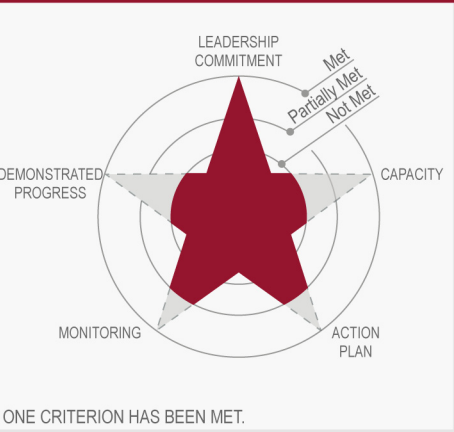 LEADERSHIP
COMMITMENT
Met
Partially Met
Not Met
DEMONSTRATED
PROGRESS
CAPACITY
MONITORING
ACTION
PLAN
ONE CRITERION HAS BEEN MET.